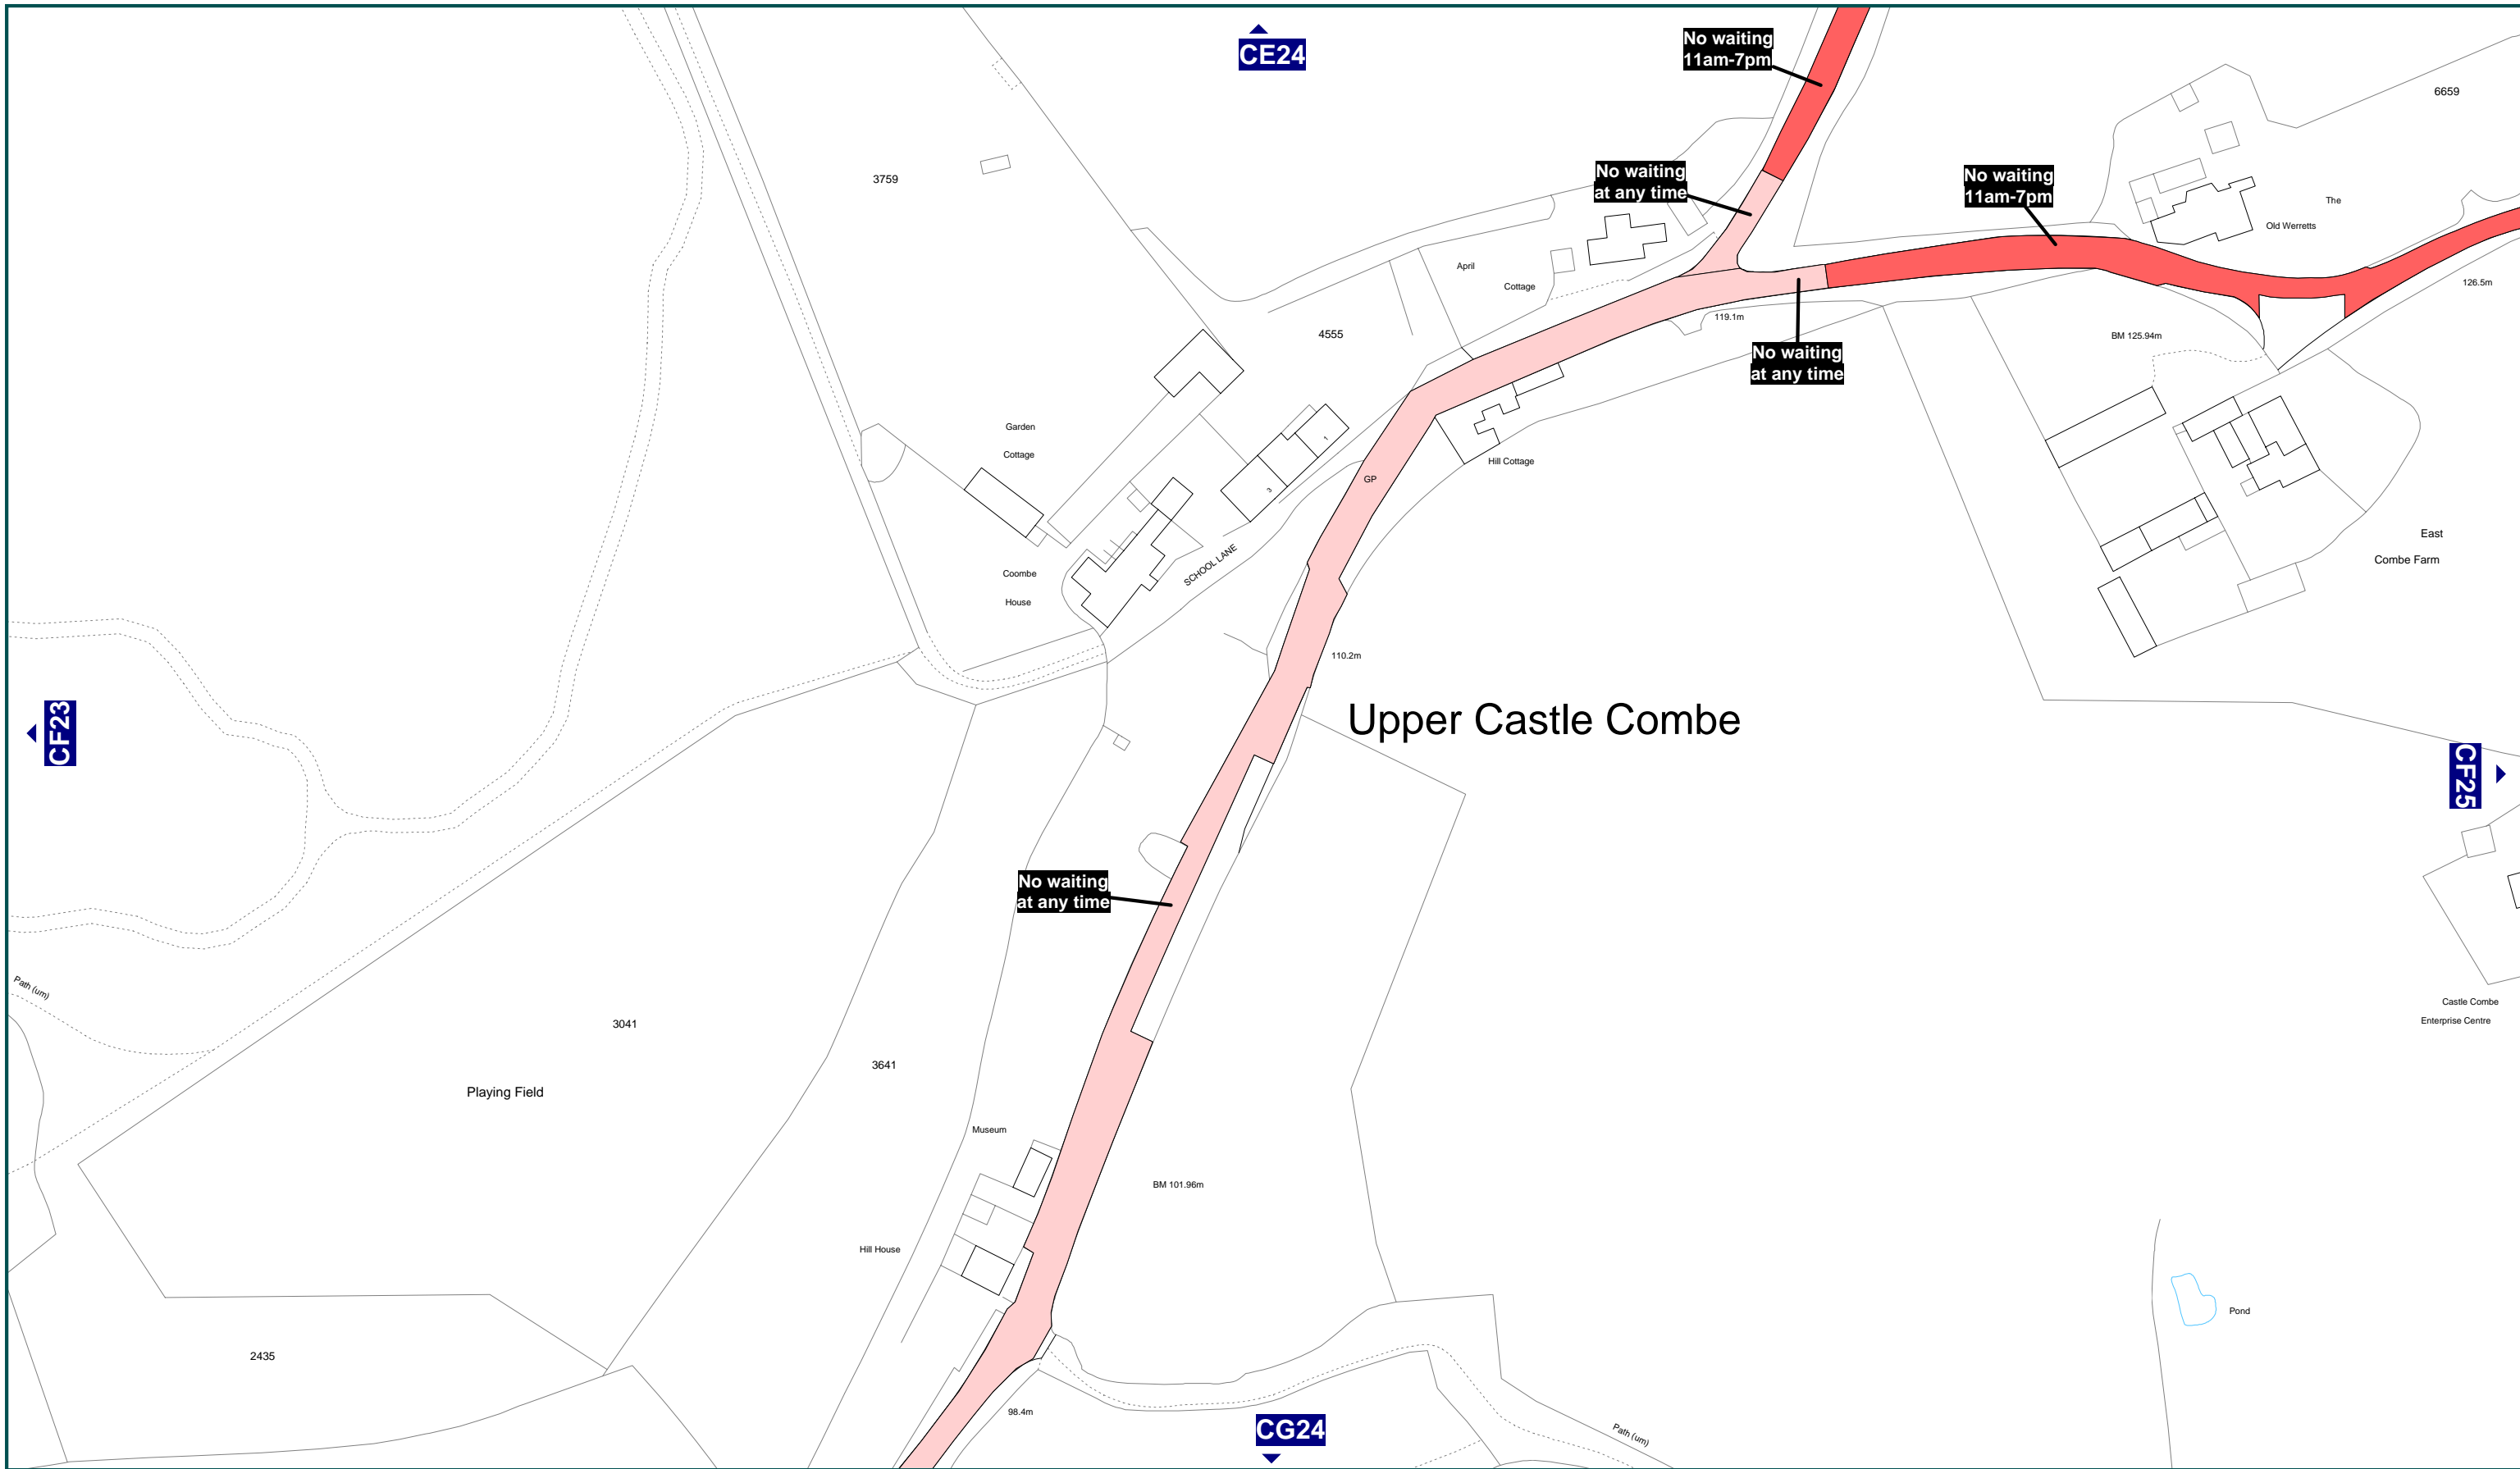 CE24
No waiting
11am-7pm
6659
3759
No waiting
at any time
No waiting
11am-7pm
The
Old Werretts
April
Cottage
126.5m
119.1m
4555
BM 125.94m
No waiting
at any time
Garden
Cottage
1
3
GP
Hill Cottage
SCHOOL LANE
Coombe
House
East
Combe Farm
110.2m
Upper Castle Combe
CF23
CF25
No waiting
at any time
Path (um)
Castle Combe
Enterprise Centre
3041
3641
Playing Field
Museum
BM 101.96m
Hill House
Pond
2435
98.4m
CG24
Path (um)